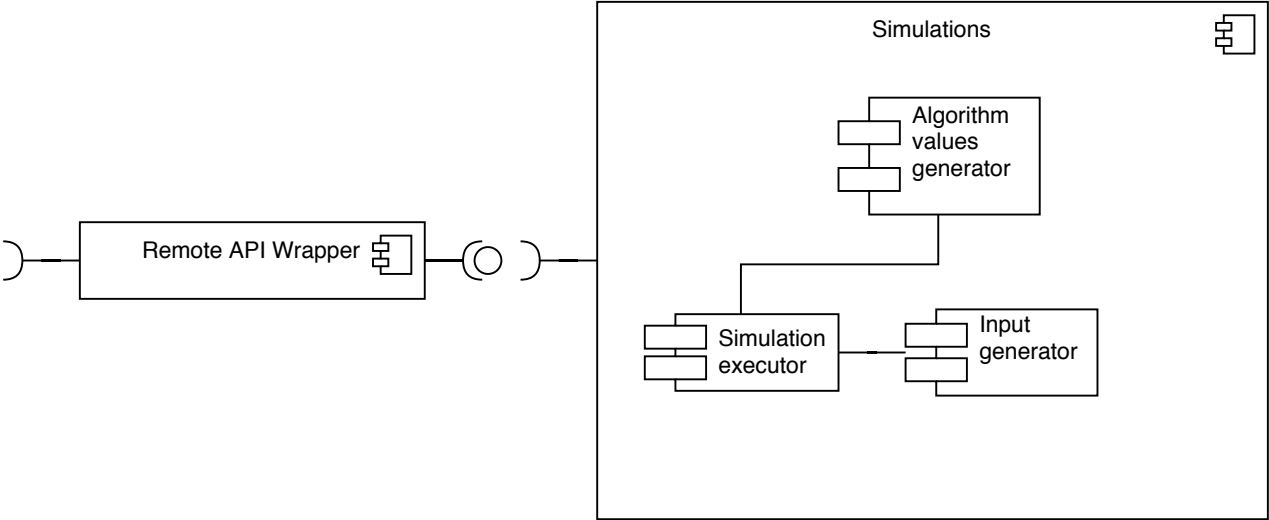 Simulations
Algorithm
values
generator
Remote API Wrapper
Simulation
executor
Input
generator